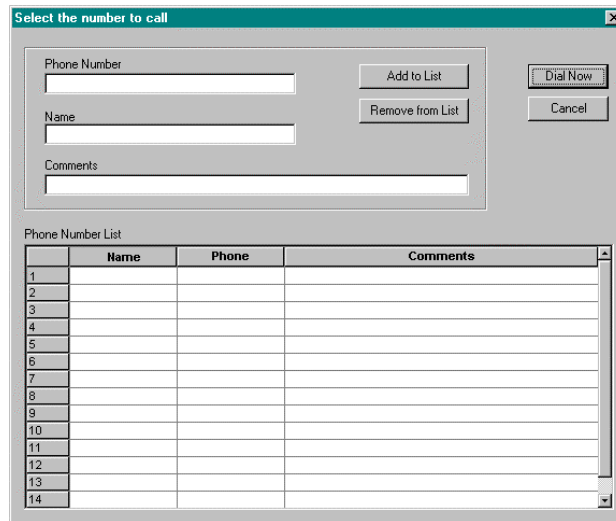 Select the number to call
Phone Number
Add to List
Dial Now
Remove from List
Cancel
Name
Comments
Phone Number List
Name Phone Comments
1
2
3
4
5
6
7
8
9
10
11
12
13
14